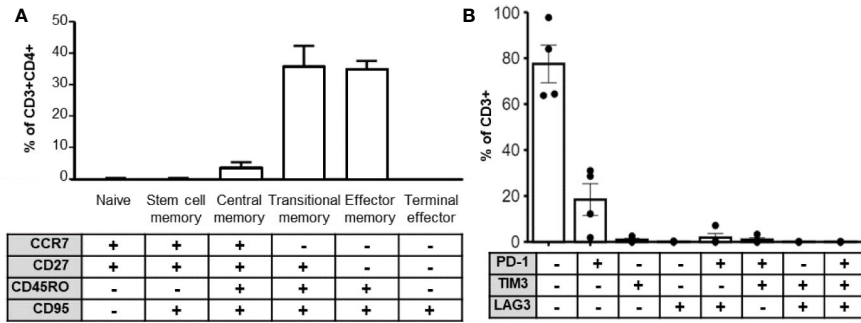 A
% of CD3+CD4+
50
40
30
20
10
0
Naive
Stem cell memory
Central memory
Transitional memory
Effector memory
Terminal effector
CCR7 + + + - - -
CD27 + + + + - -
CD45RO - - + + + -
CD95 - + + + + +
B
% of CD3+
100
80
60
40
20
0
PD-1 - + - - + + - +
TIM3 - - + - - + + +
LAG3 - - - + + - + +